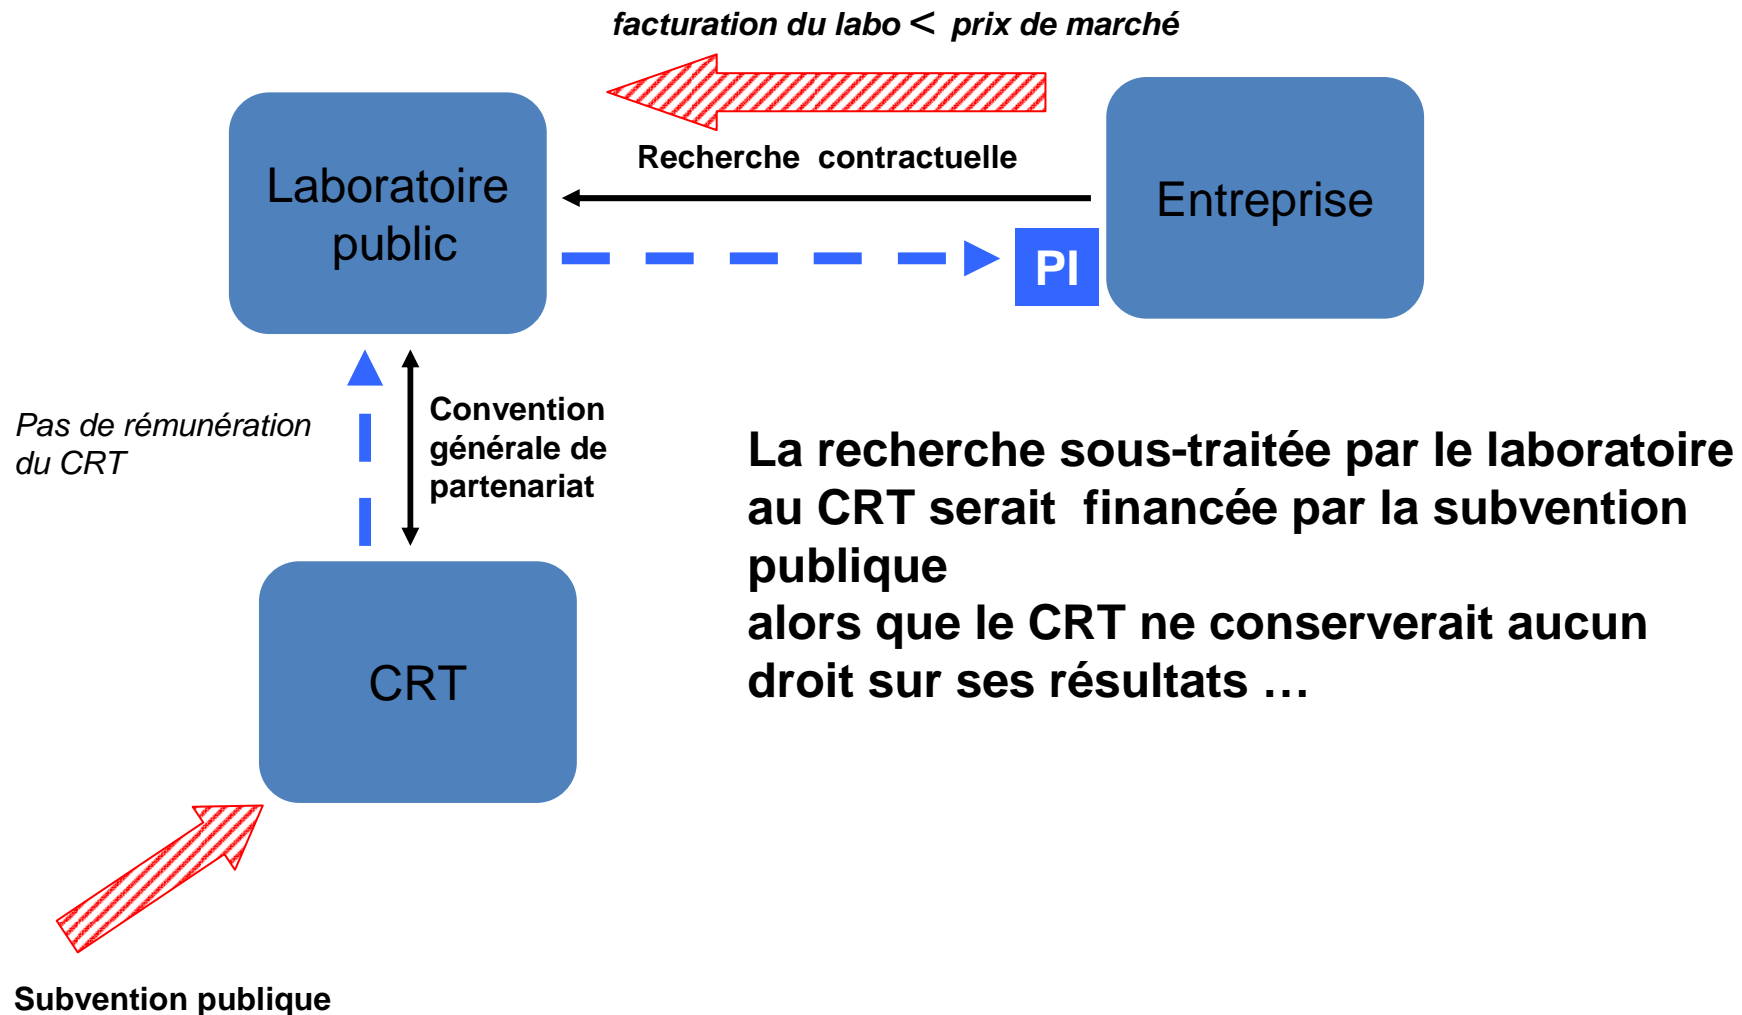 facturation du labo < prix de marché
Recherche contractuelle
Laboratoire
public
Entreprise
PI
Pas de rémunération
du CRT
Convention
générale de
partenariat
La recherche sous-traitée par le laboratoire
au CRT serait financée par la subvention
publique
alors que le CRT ne conserverait aucun
droit sur ses résultats …
CRT
Subvention publique